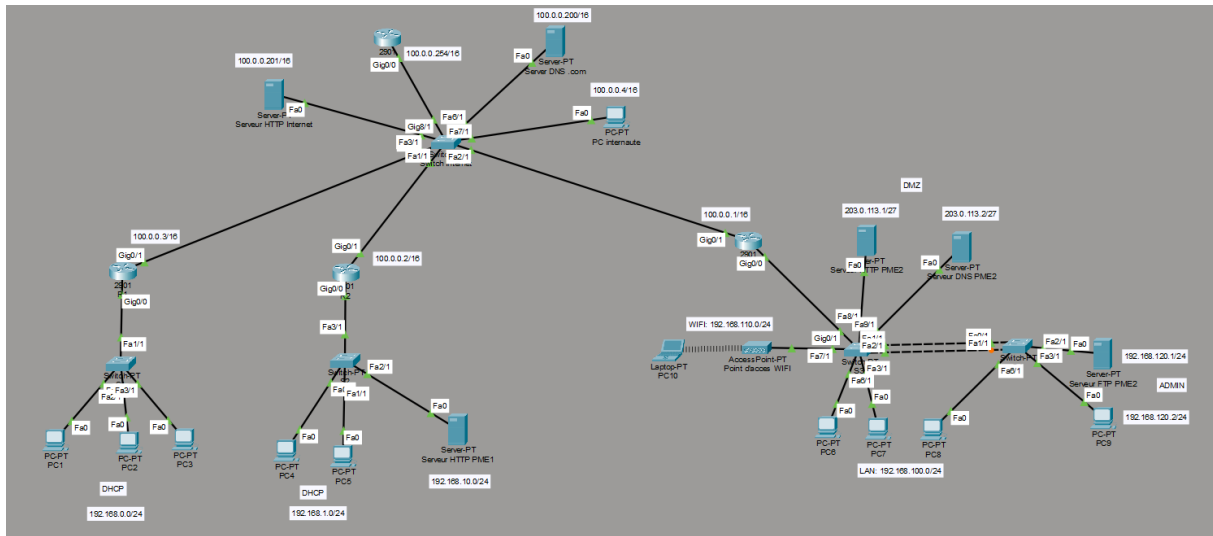 100.0.0.200/16
100.0.0.254/16
Gig0/0
Fa0
Server-PT
Server DNS .com
100.0.0.201/16
Fa0
Serveur HTTP Internet
100.0.0.4/16
Fa0
PC-PT
PC internaute
Fa6/1
Gig8/1
Fa7/1
Fa3/1
Fa1/1
Fa2/1
DMZ
203.0.113.1/27
203.0.113.2/27
100.0.0.1/16
Gig0/1
2901
Gig0/0
Fa0
Fa0
Server-PT
Serveur DNS PME2
100.0.0.3/16
Gig0/1
2901
Gig0/0
Gig0/1
100.0.0.2/16
Gig0/0
Fa3/1
Fa1/1
Fa3/1
Fa0
Fa0
Fa0
PC-PT
PC1
PC-PT
PC2
PC-PT
PC3
DHCP
192.168.0.0/24
Switch-PT
Fa2/1
Fa1/1
Fa0
Fa0
Fa0
PC-PT
PC4
PC-PT
PC5
Server-PT
Serveur HTTP PME1
DHCP
192.168.1.0/24
192.168.10.0/24
WIFI: 192.168.110.0/24
Laptop-PT
PC10
AccessPoint-PT
Point d'acces WIFI
Gig0/1
Fa7/1
Fa8/1
Fa9/1
Fa2/1
Fa3/1
Fa6/1
Fa0
Fa0
PC-PT
PC6
PC-PT
PC7
LAN: 192.168.100.0/24
Fa1/1
Fa2/1
Fa3/1
Fa6/1
Fa0
Server-PT
Serveur FTP PME2
192.168.120.1/24
ADMIN
192.168.120.2/24
Fa0
PC-PT
PC8
Fa0
PC-PT
PC9